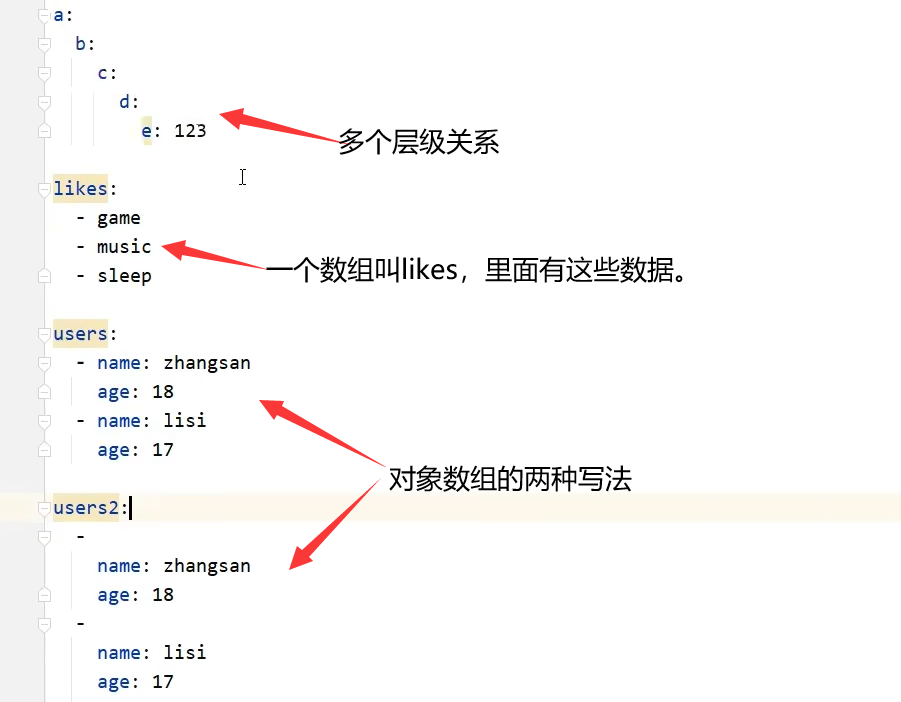 a:
b:
c:
d:
e: 123
多个层级关系
likes:
- game
- music
- sleep
一个数组叫likes，里面有这些数据。
users:
- name: zhangsan
age: 18
- name: lisi
age: 17
对象数组的两种写法
users2:
-
name: zhangsan
age: 18
-
name: lisi
age: 17